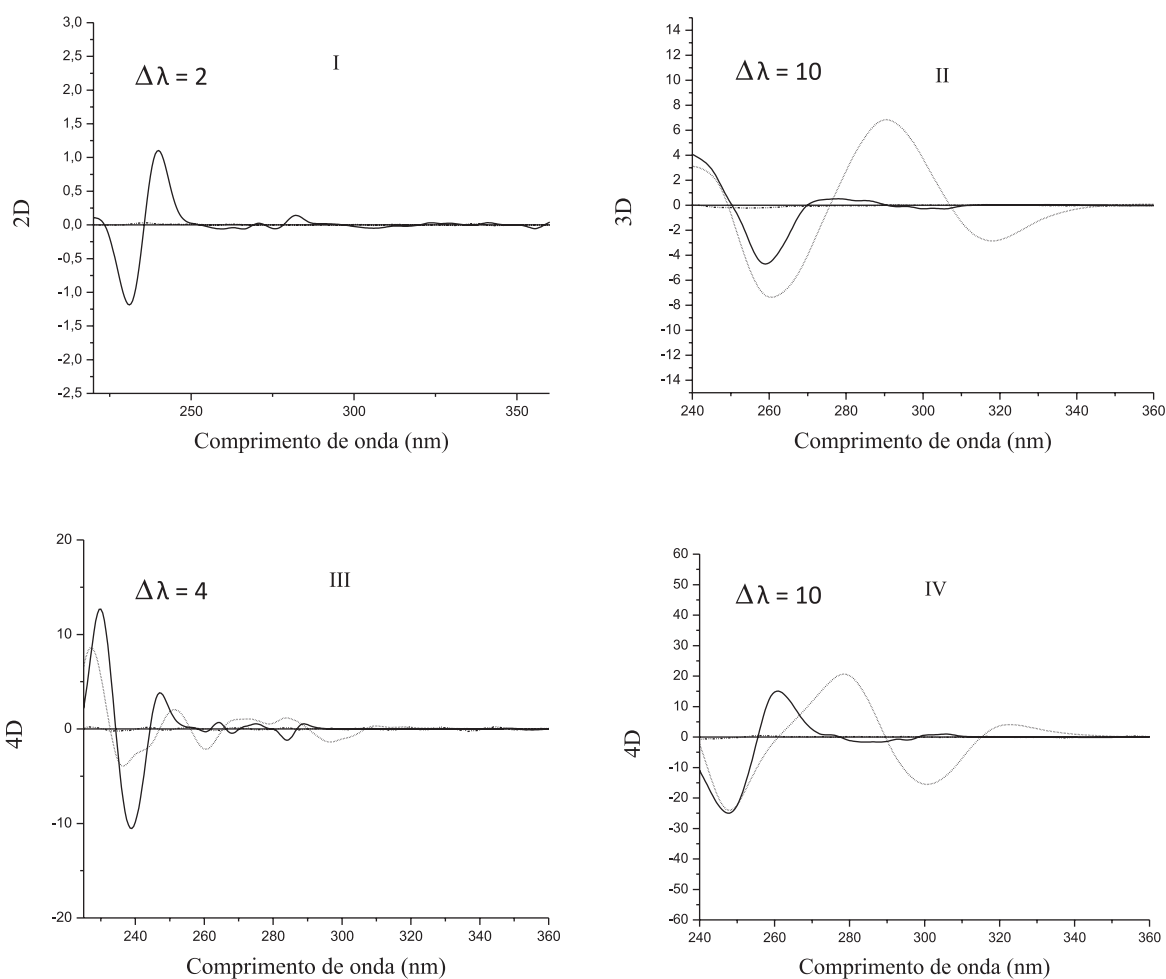 I
Δλ = 2
2D
3,0
2,5
2,0
1,5
1,0
0,5
0,0
-0,5
-1,0
-1,5
-2,0
-2,5
250 300 350
Comprimento de onda (nm)
II
Δλ = 10
3D
14
12
10
8
6
4
2
0
-2
-4
-6
-8
-10
-12
-14
240 260 280 300 320 340 360
Comprimento de onda (nm)
III
Δλ = 4
4D
20
10
0
-10
-20
240 260 280 300 320 340 360
Comprimento de onda (nm)
IV
Δλ = 10
4D
60
50
40
30
20
10
0
-10
-20
-30
-40
-50
-60
240 260 280 300 320 340 360
Comprimento de onda (nm)